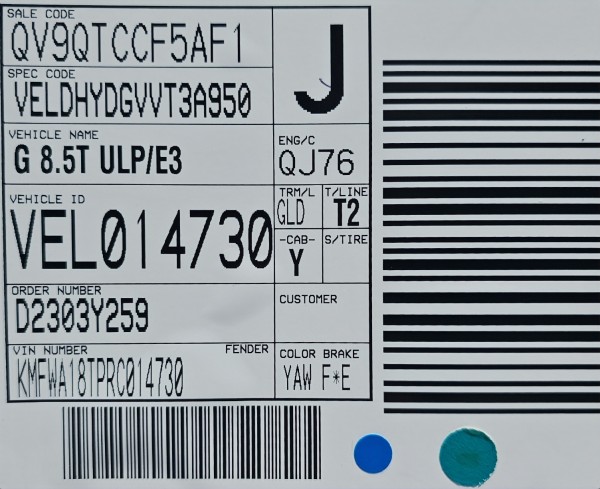 SALE CODE
QV9QTCCF5AF1
J
SPEC CODE
VELDHYDGVVT3A950
VEHICLE NAME
G 8.5T ULP/E3
ENG/C
QJ76
VEHICLE ID
VEL014730
TRM/L T/LINE
GLD T2
-CAB- S/TIRE
Y
ORDER NUMBER
D2303Y259
CUSTOMER
VIN NUMBER FENDER
KMFWA18TPRC014730
COLOR BRAKE
YAW F*E